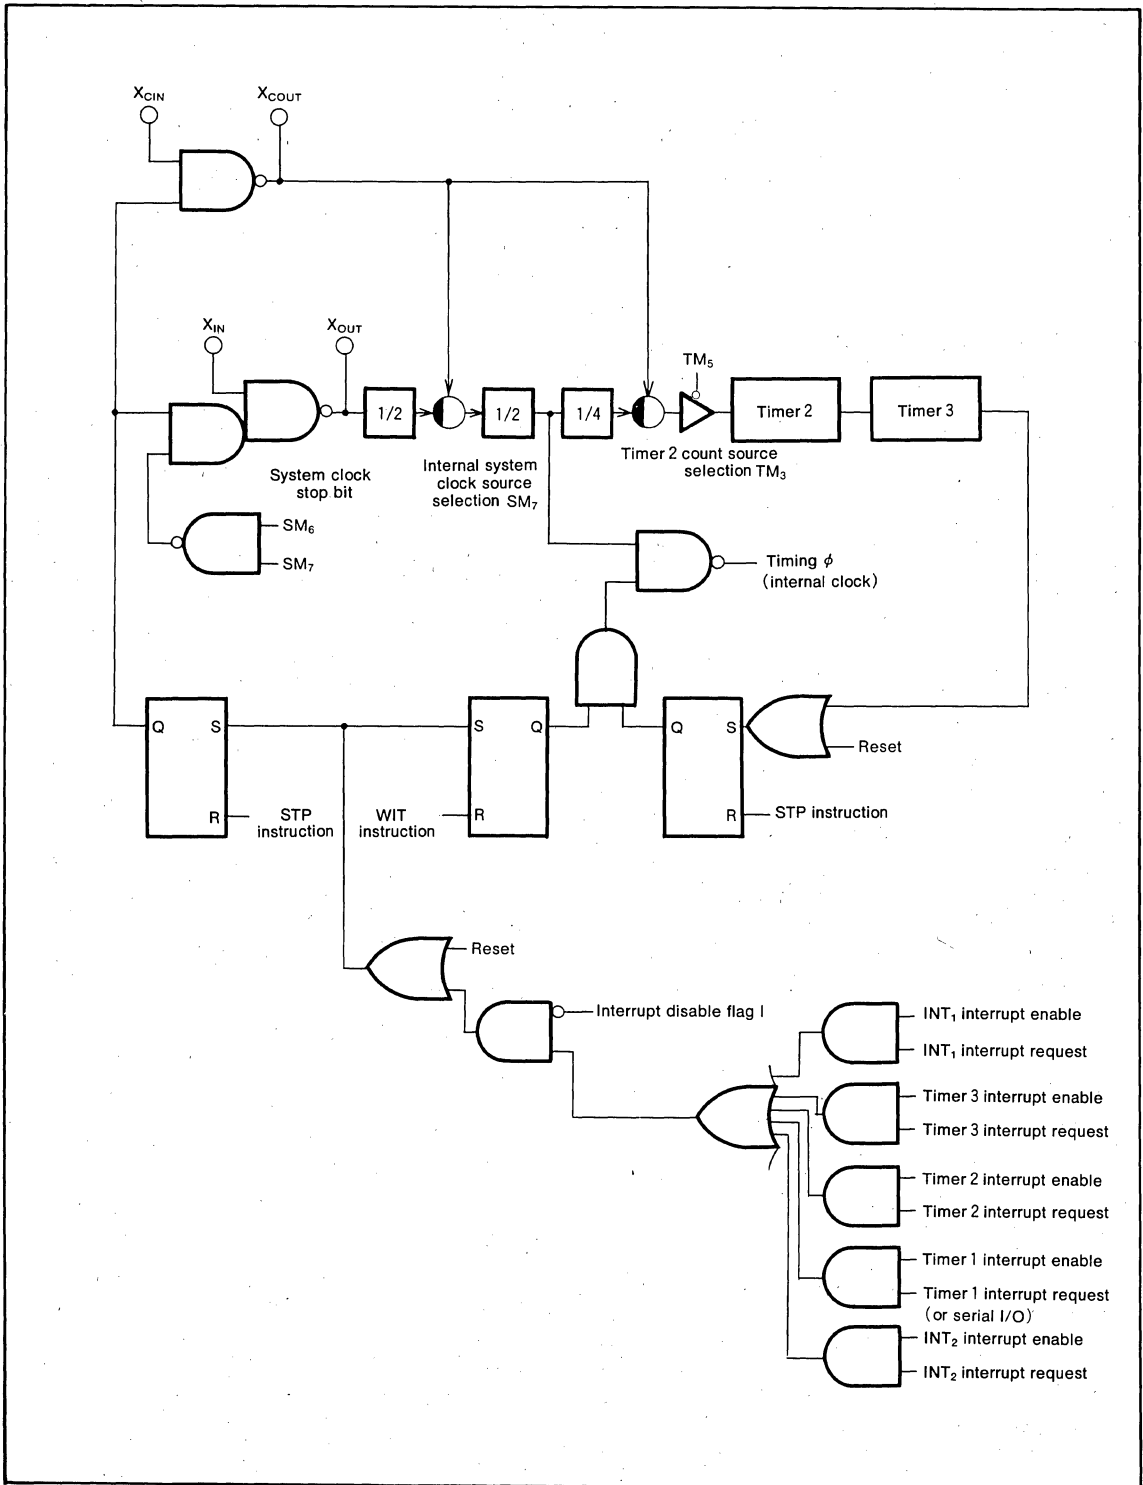 X_CIN
X_COUT
X_IN
X_OUT
TM₅
1/2
1/2
1/4
Timer 2
Timer 3
System clock
stop bit
Internal system
clock source
selection SM₇
Timer 2 count source
selection TM₃
SM₆
SM₇
Timing ϕ
(internal clock)
Q
S
S
Q
Q
S
Reset
R
STP
instruction
WIT
instruction
R
R
STP instruction
Reset
Interrupt disable flag I
INT₁ interrupt enable
INT₁ interrupt request
Timer 3 interrupt enable
Timer 3 interrupt request
Timer 2 interrupt enable
Timer 2 interrupt request
Timer 1 interrupt enable
Timer 1 interrupt request
(or serial I/O)
INT₂ interrupt enable
INT₂ interrupt request